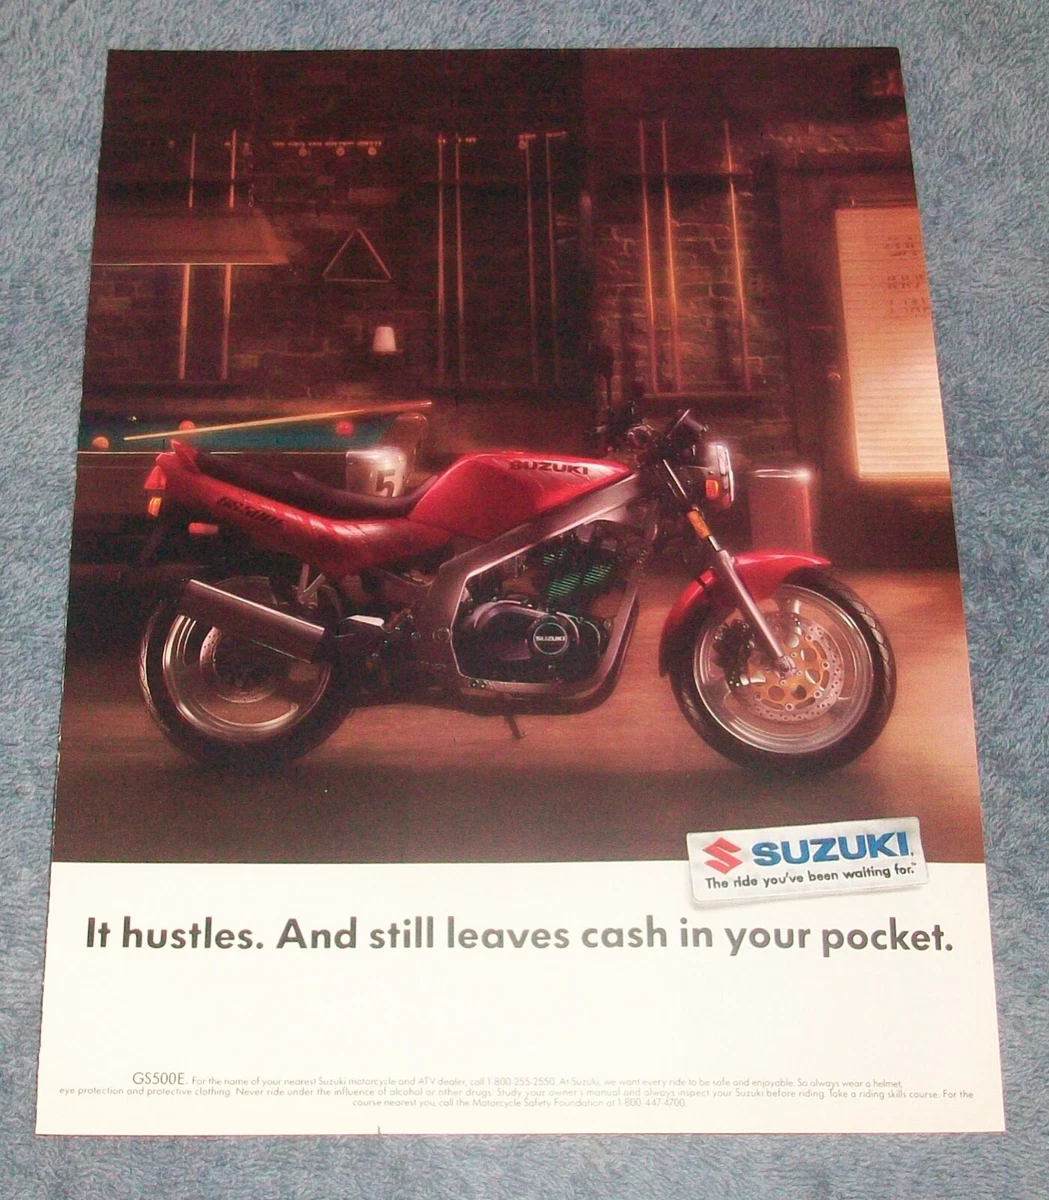 SUZUKI
GS500E
5
SUZUKI
SUZUKI.
The ride you've been waiting for.™
It hustles. And still leaves cash in your pocket.
GS500E. For the name of your nearest Suzuki motorcycle and ATV dealer, call 1-800-255-2550. At Suzuki, we want every ride to be safe and enjoyable. So always wear a helmet,
eye protection and protective clothing. Never ride under the influence of alcohol or other drugs. Study your owner's manual and always inspect your Suzuki before riding. Take a riding skills course. For the
course nearest you, call the Motorcycle Safety Foundation at 1-800-447-4700.